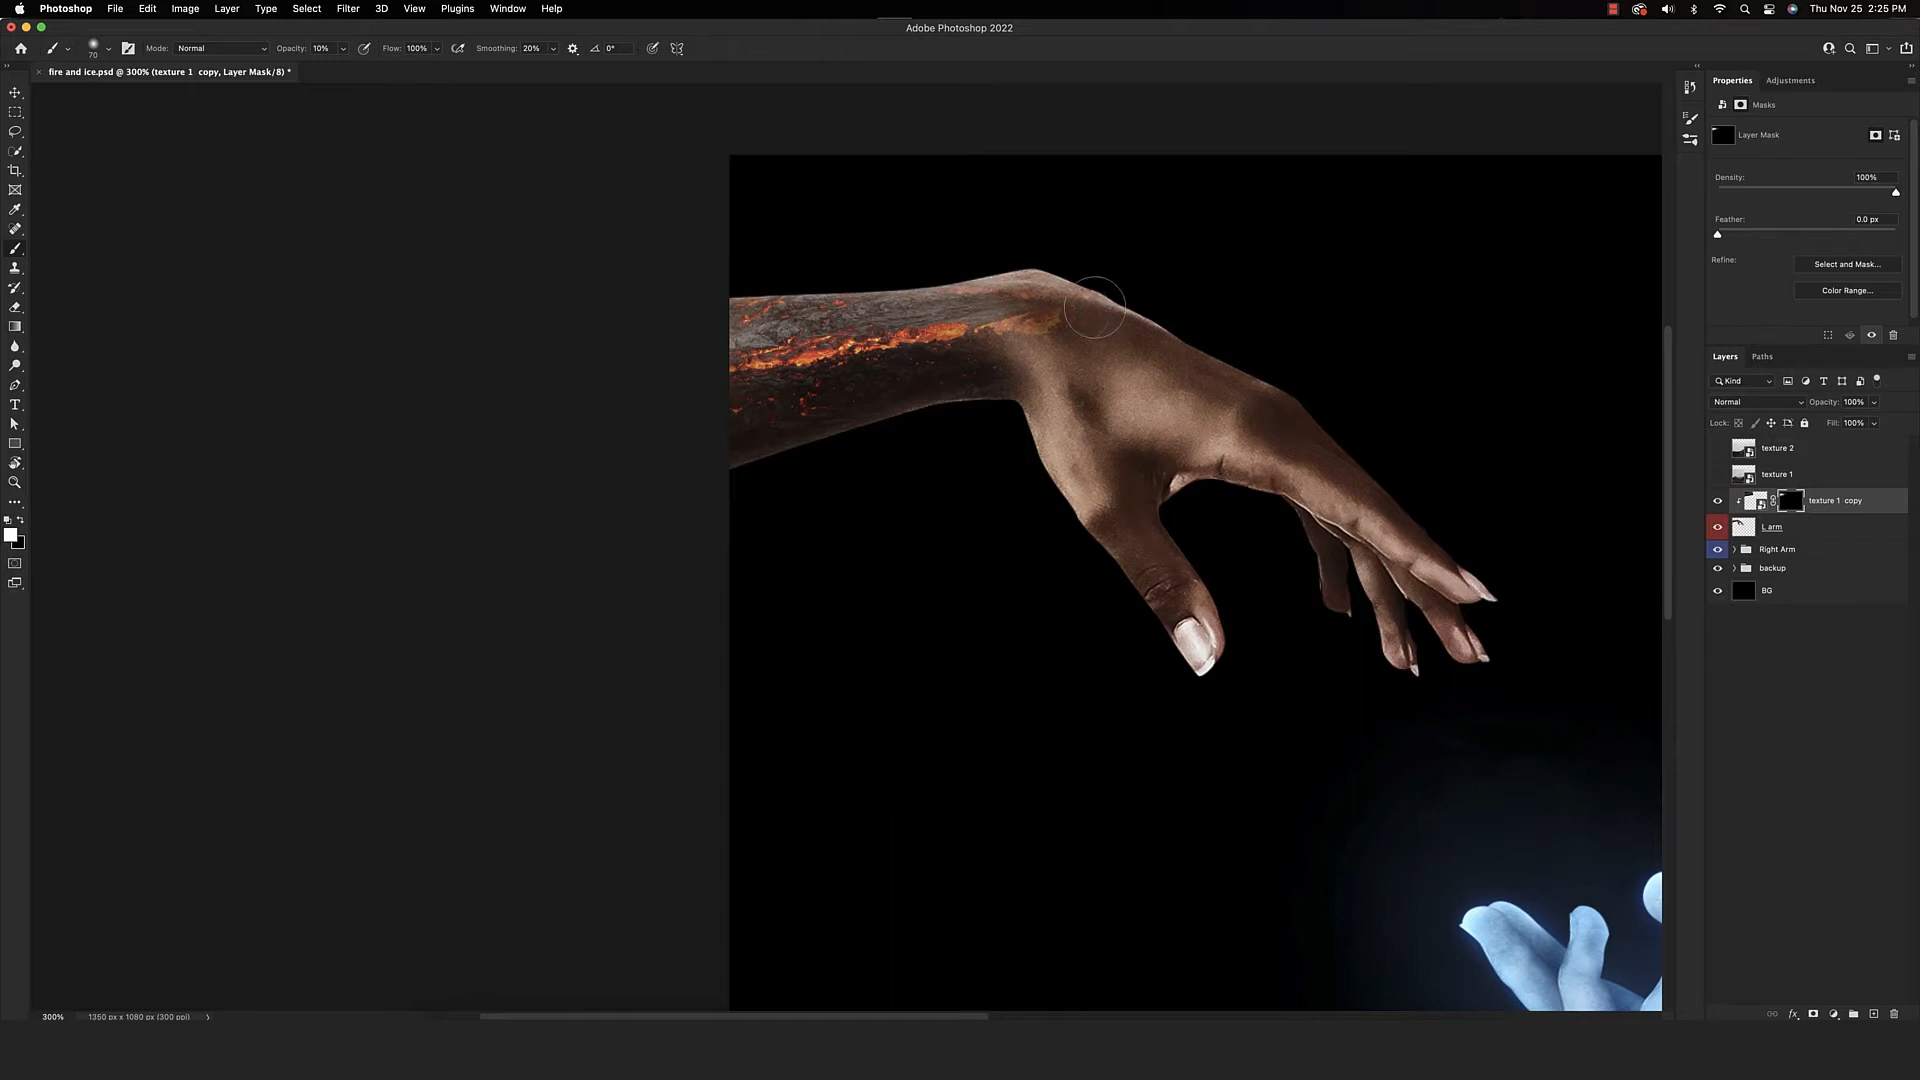 Photoshop File Edit Image Layer Type Select Filter 3D View Plugins Window Help Thu Nov 25 2:25 PM
Adobe Photoshop 2022
70 Mode: Normal Opacity: 10% Flow: 100% Smoothing: 20% 0°
× fire and ice.psd @ 300% (texture 1 copy, Layer Mask/8) *
Properties Adjustments
Masks
Layer Mask
Density: 100%
Feather: 0.0 px
Refine: Select and Mask...
Color Range...
Layers Paths
Kind
Normal Opacity: 100%
Lock: Fill: 100%
texture 2
texture 1
texture 1 copy
L arm
Right Arm
backup
BG
300% 1350 px x 1080 px (300 ppi)